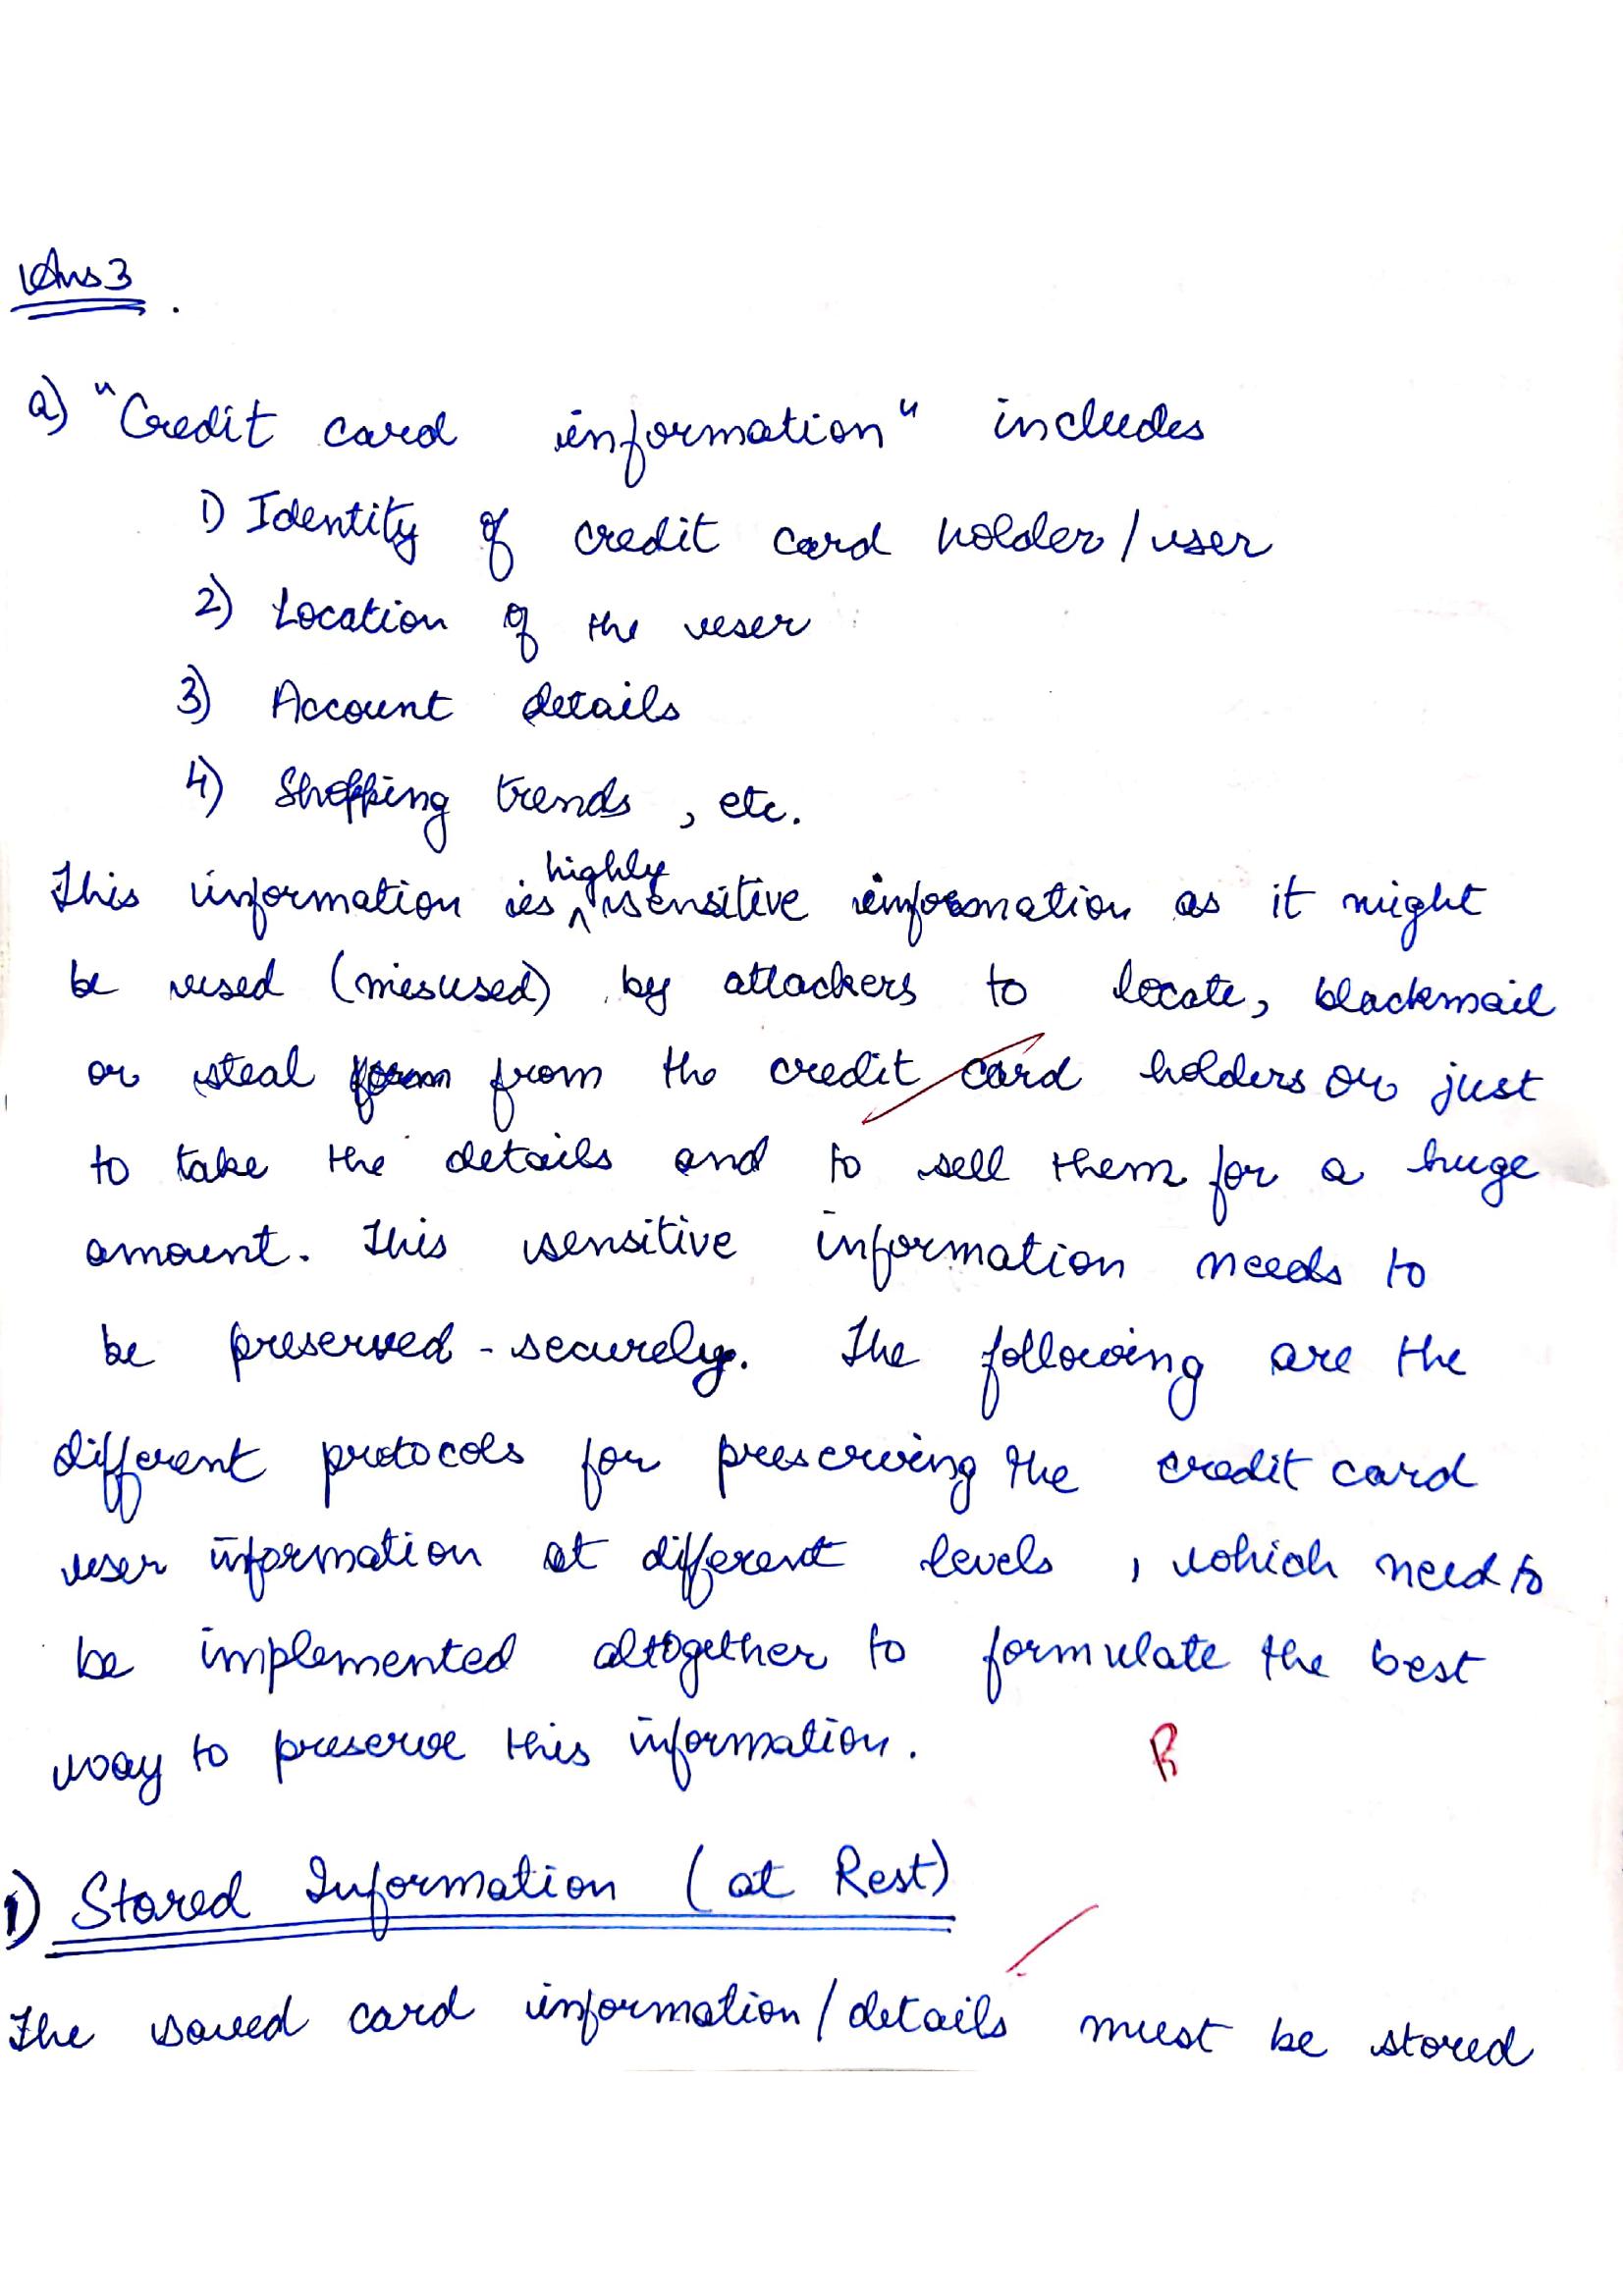 Ans 3 .
a) "Credit card information" includes
1) Identity of credit card holder/user
2) Location of the user
3) Account details
4) Shopping trends, etc.
This information is highly sensitive information as it might
be used (misused) by attackers to locate, blackmail
or steal from the credit card holders or just
to take the details and to sell them for a huge
amount. This sensitive information needs to
be preserved - securely. The following are the
different protocols for preserving the credit card
user information at different levels, which need to
be implemented altogether to formulate the best
way to preserve this information.
1) Stored Information (at Rest)
The saved card information/details must be stored